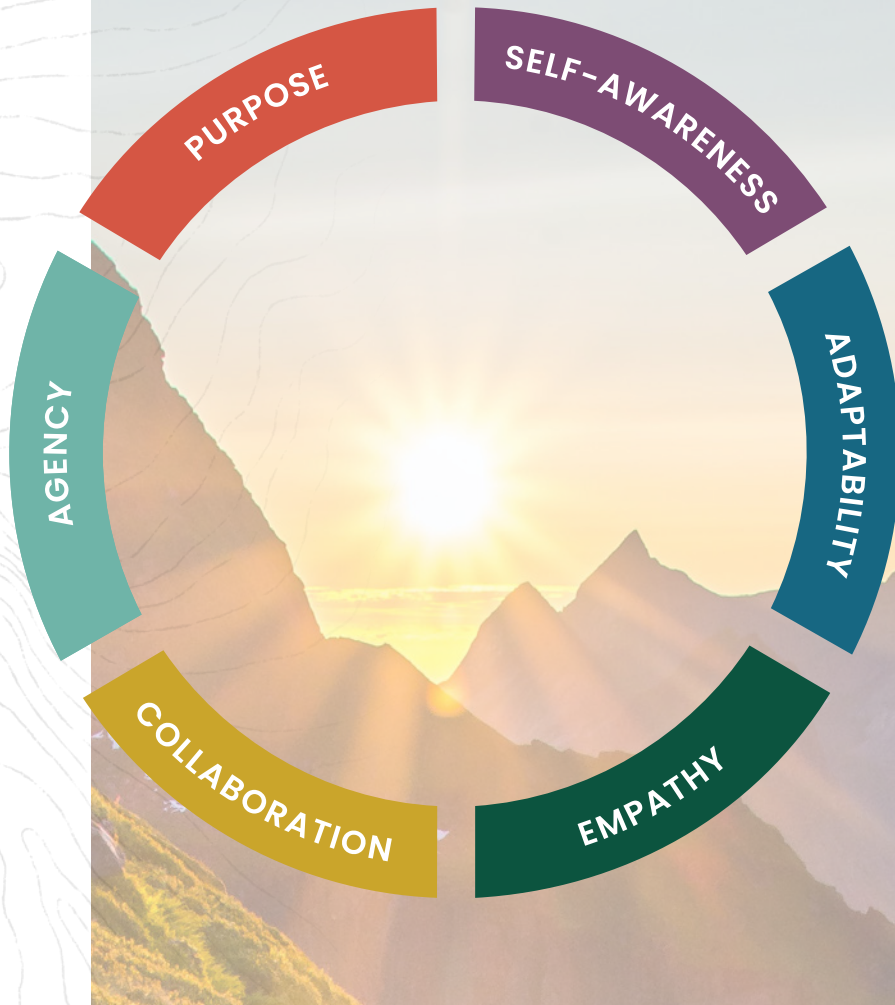 PURPOSE
SELF-AWARENESS
ADAPTABILITY
EMPATHY
COLLABORATION
AGENCY